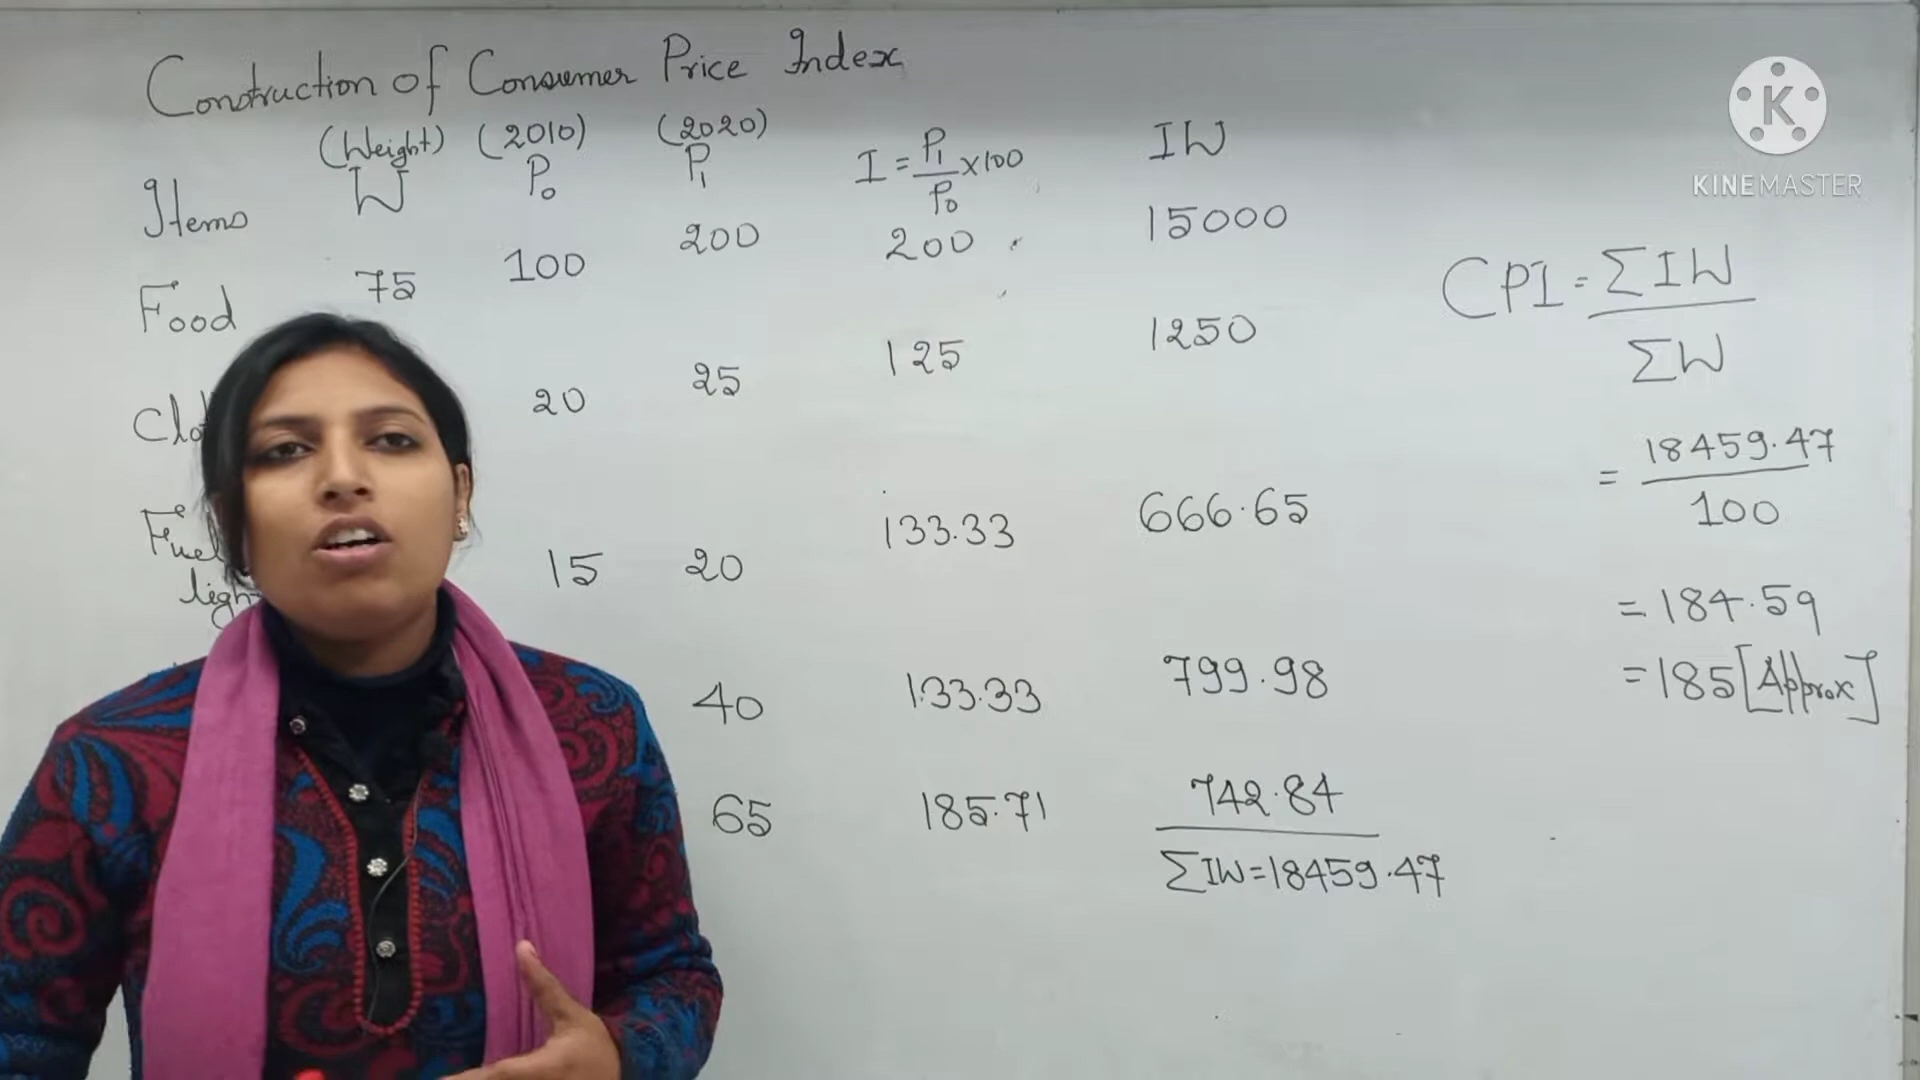 Construction of Consumer Price Index
(Weight) (2010) (2020)
Items W P₀ P₁ I = P₁/P₀ ×100 IW
Food 75 100 200 200 15000
20 25 125 1250
Fuel 15 20 133.33 666.65
40 133.33 799.98
65 185.71 742.84
ΣIW=18459.47
CPI = ΣIW/ΣW
= 18459.47/100
= 184.59
= 185 [Approx]
KINEMASTER